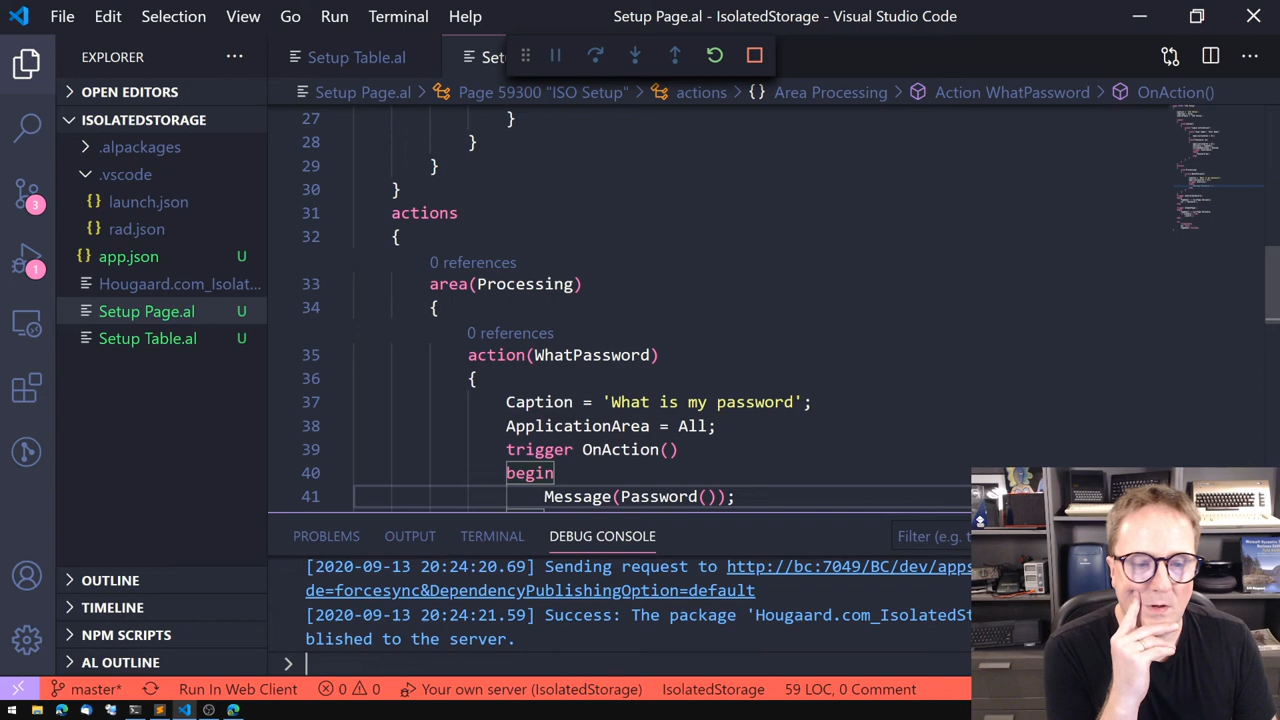 File Edit Selection View Go Run Terminal Help
Setup Page.al - IsolatedStorage - Visual Studio Code
EXPLORER
Setup Table.al
Set
OPEN EDITORS
Setup Page.al Page 59300 "ISO Setup" actions {} Area Processing Action WhatPassword OnAction()
ISOLATEDSTORAGE
.alpackages
.vscode
launch.json
rad.json
app.json U
Hougaard.com_Isolat...
Setup Page.al U
Setup Table.al U
OUTLINE
TIMELINE
NPM SCRIPTS
AL OUTLINE
3
1
27 }
28 }
29 }
30 }
31 actions
32 {
0 references
33 area(Processing)
34 {
0 references
35 action(WhatPassword)
36 {
37 Caption = 'What is my password';
38 ApplicationArea = All;
39 trigger OnAction()
40 begin
41 Message(Password());
PROBLEMS OUTPUT TERMINAL DEBUG CONSOLE
Filter (e.g. t
[2020-09-13 20:24:20.69] Sending request to http://bc:7049/BC/dev/apps
de=forcesync&DependencyPublishingOption=default
[2020-09-13 20:24:21.59] Success: The package 'Hougaard.com_IsolatedSt
blished to the server.
master* Run In Web Client 0 0 Your own server (IsolatedStorage) IsolatedStorage 59 LOC, 0 Comment